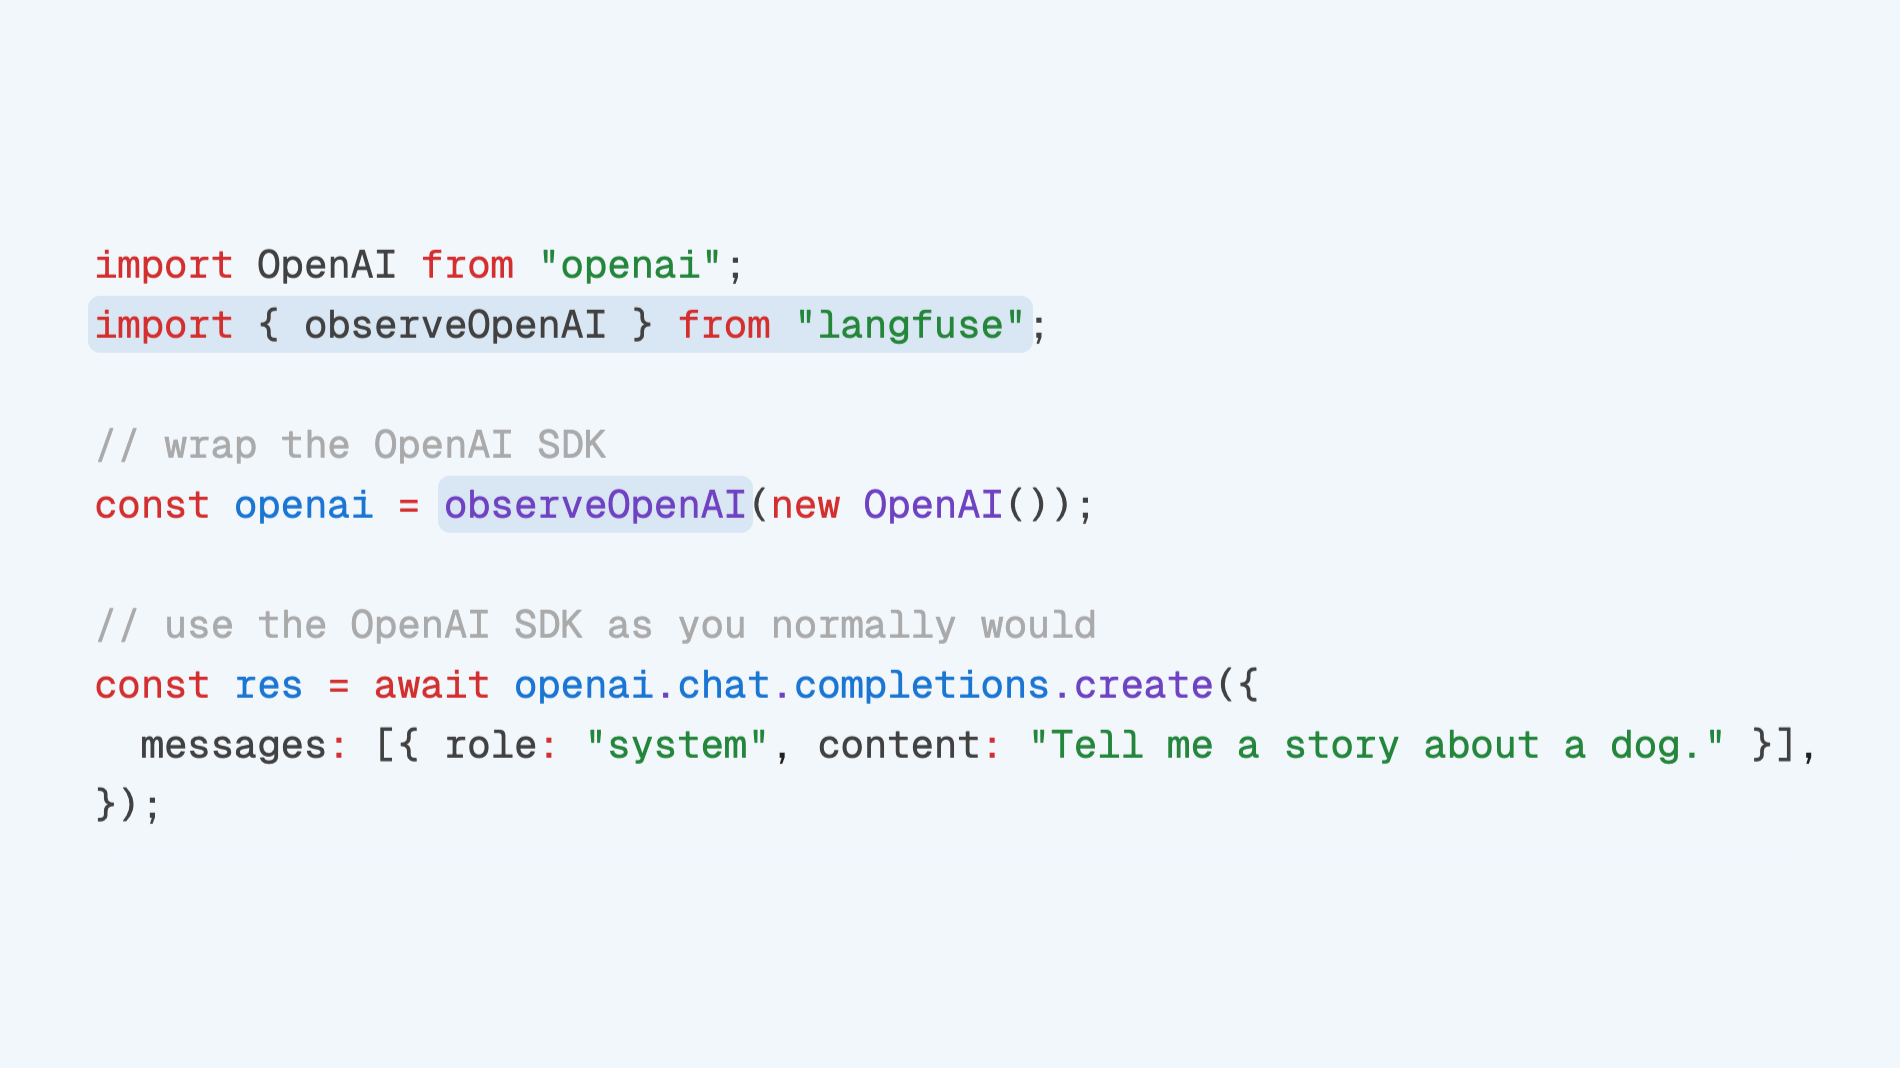 import OpenAI from "openai";
import { observeOpenAI } from "langfuse";
// wrap the OpenAI SDK
const openai = observeOpenAI(new OpenAI());
// use the OpenAI SDK as you normally would
const res = await openai.chat.completions.create({
  messages: [{ role: "system", content: "Tell me a story about a dog." }],
});